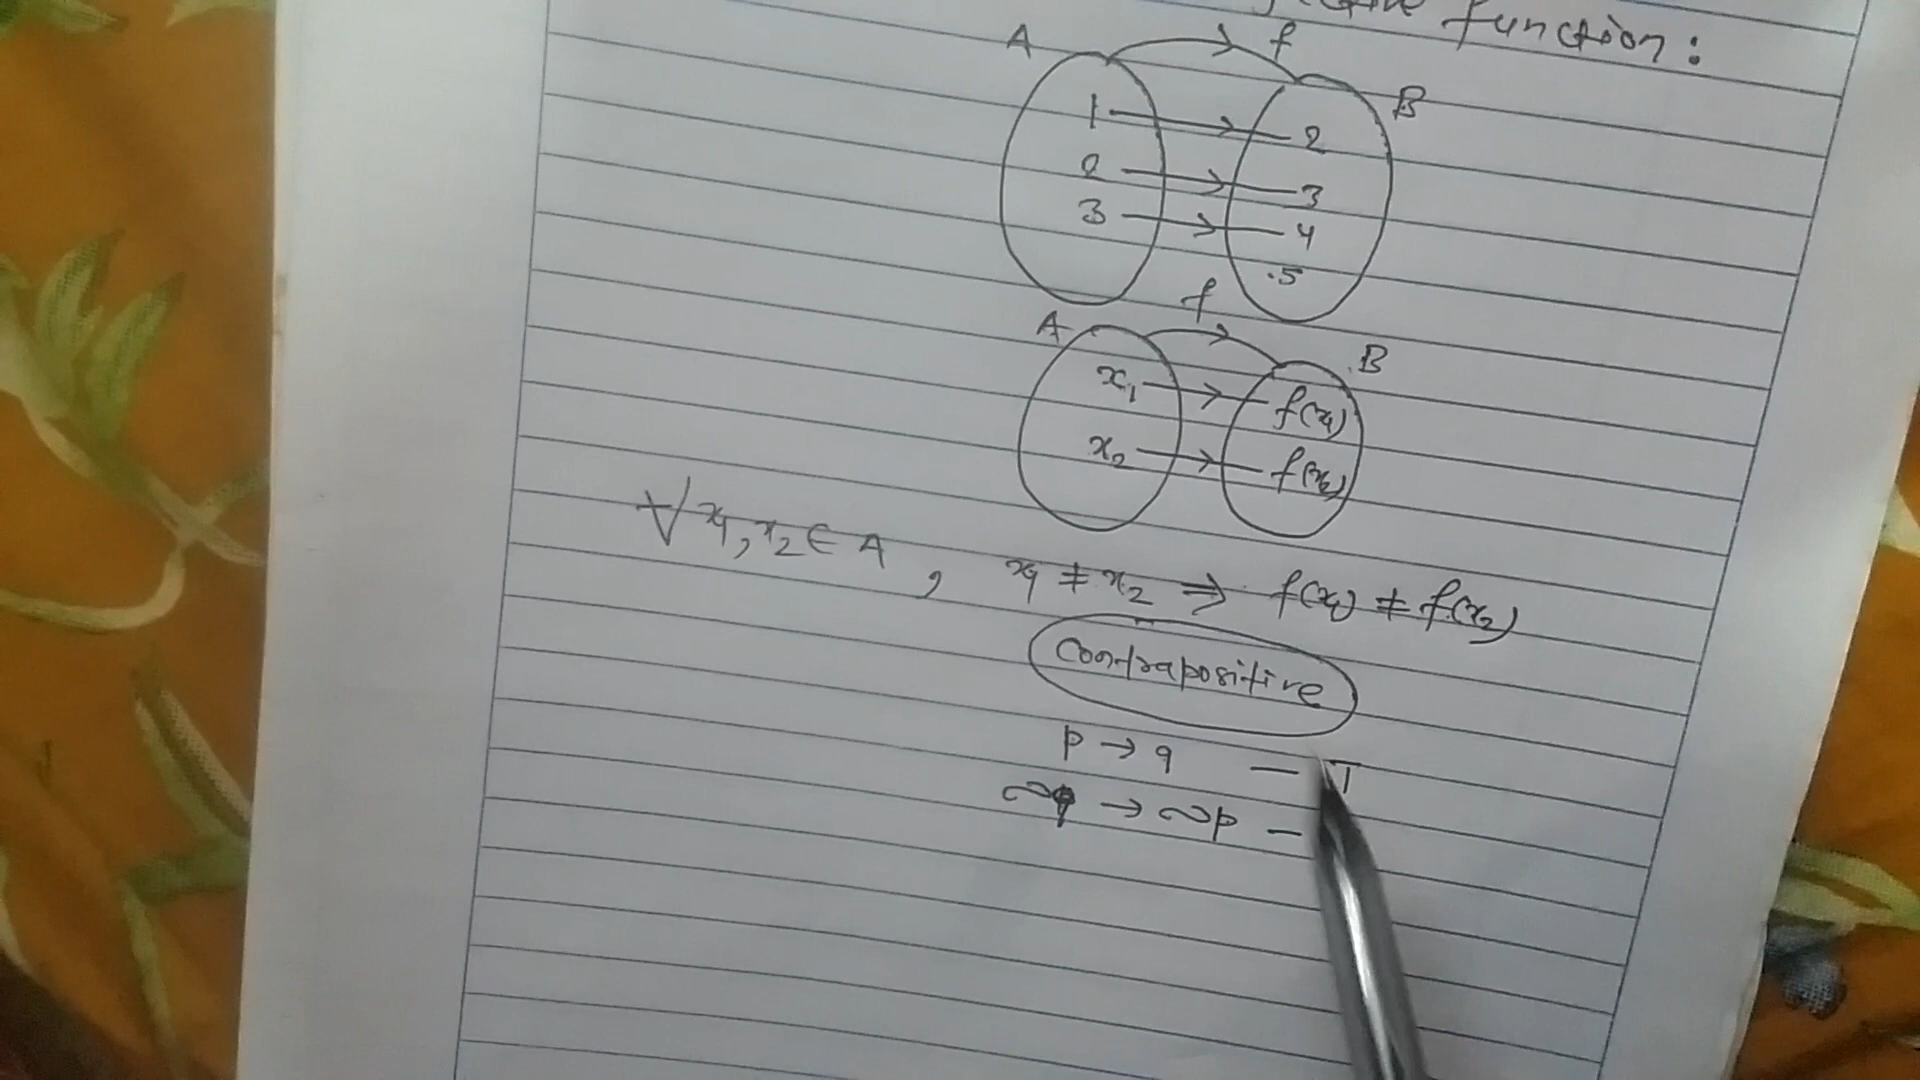 function:
A f B
1 → 2
2 → 3
3 → 4
.5
A f B
x₁ → f(x₁)
x₂ → f(x₂)
∀ x₁, x₂ ∈ A , x₁ ≠ x₂ ⇒ f(x₁) ≠ f(x₂)
Contrapositive
p → q — T
~q → ~p —